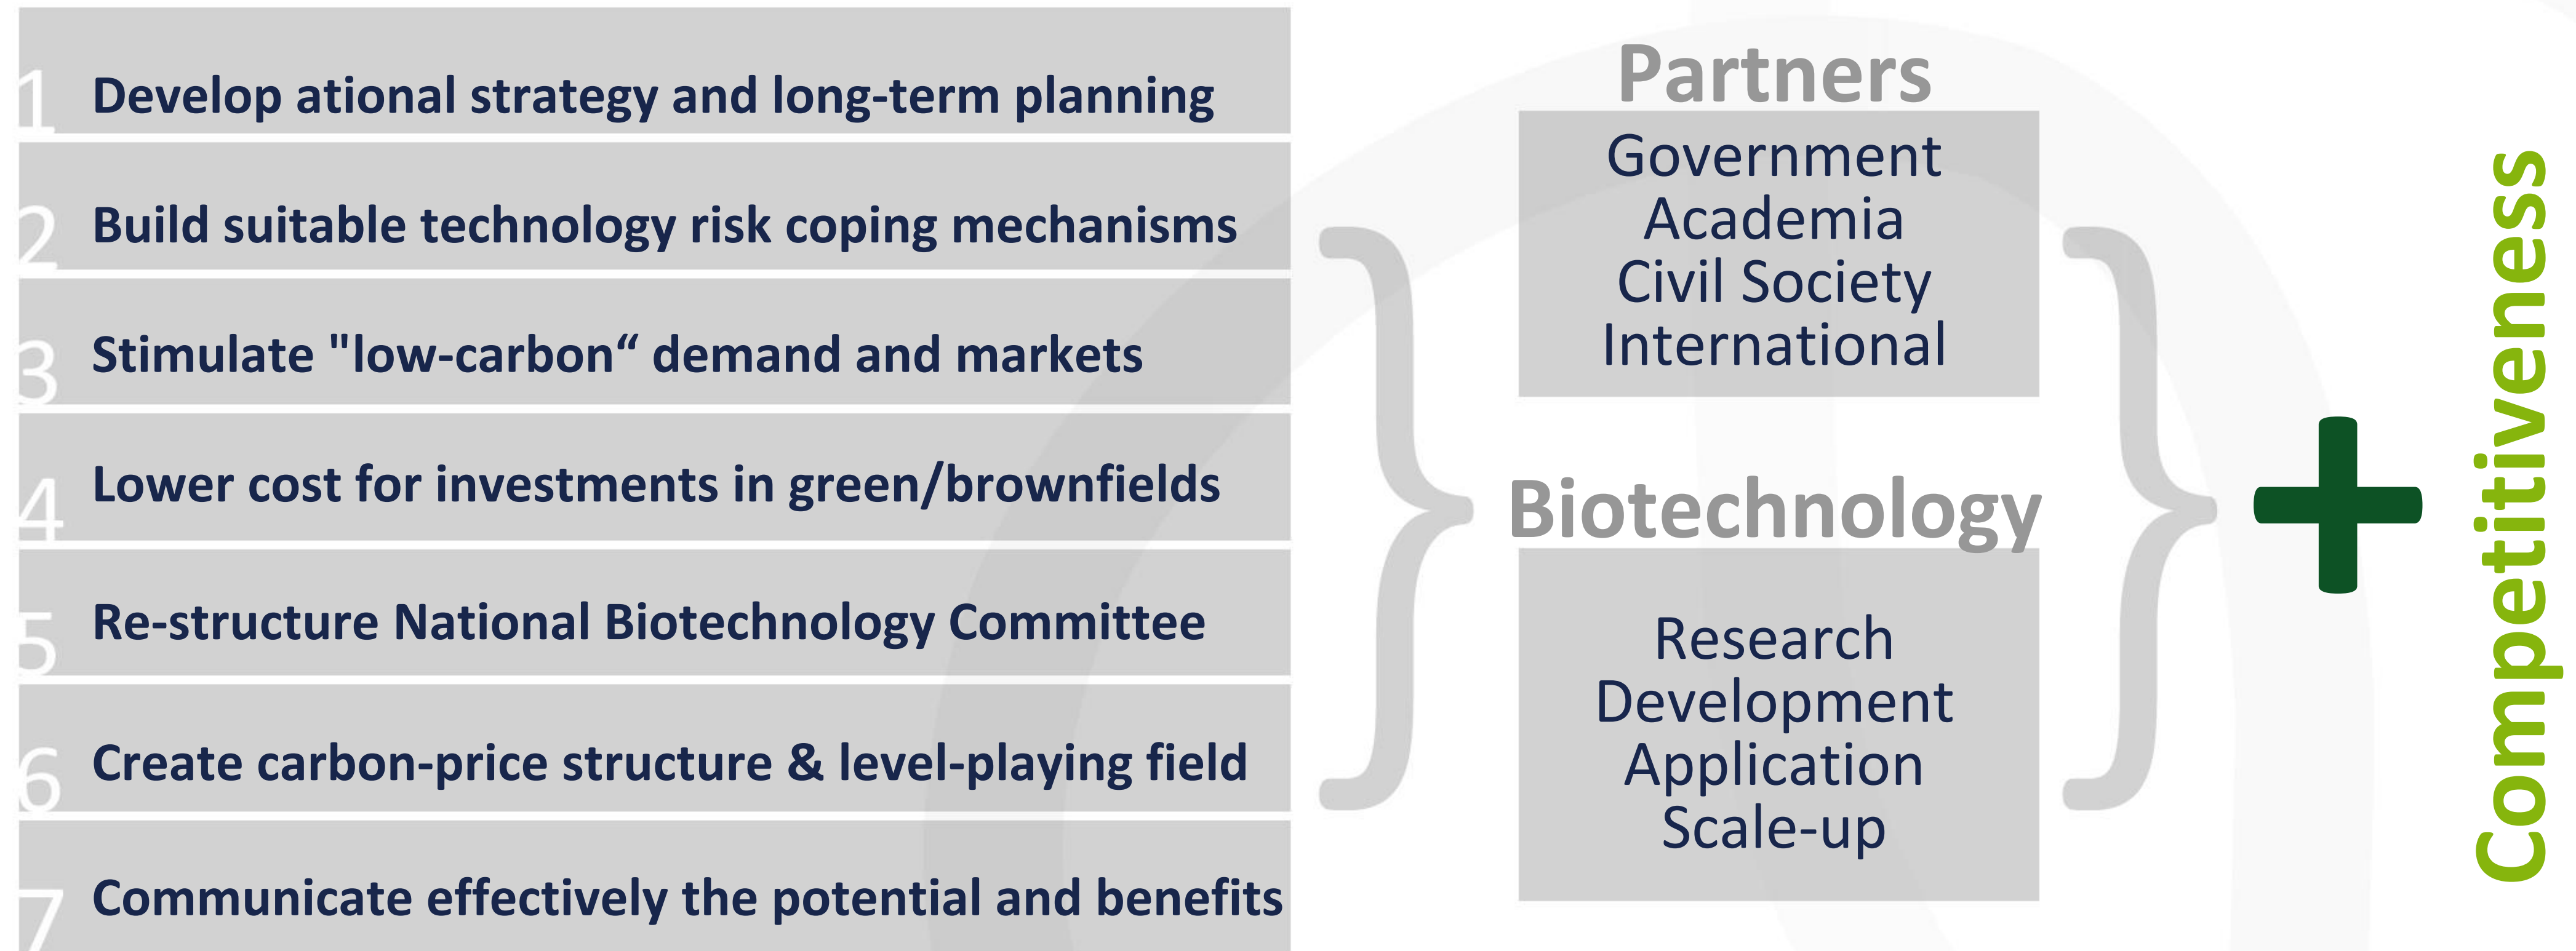 1 Develop ational strategy and long-term planning
2 Build suitable technology risk coping mechanisms
3 Stimulate "low-carbon“ demand and markets
4 Lower cost for investments in green/brownfields
5 Re-structure National Biotechnology Committee
6 Create carbon-price structure & level-playing field
7 Communicate effectively the potential and benefits
Partners
Government
Academia
Civil Society
International
Biotechnology
Research
Development
Application
Scale-up
Competitiveness